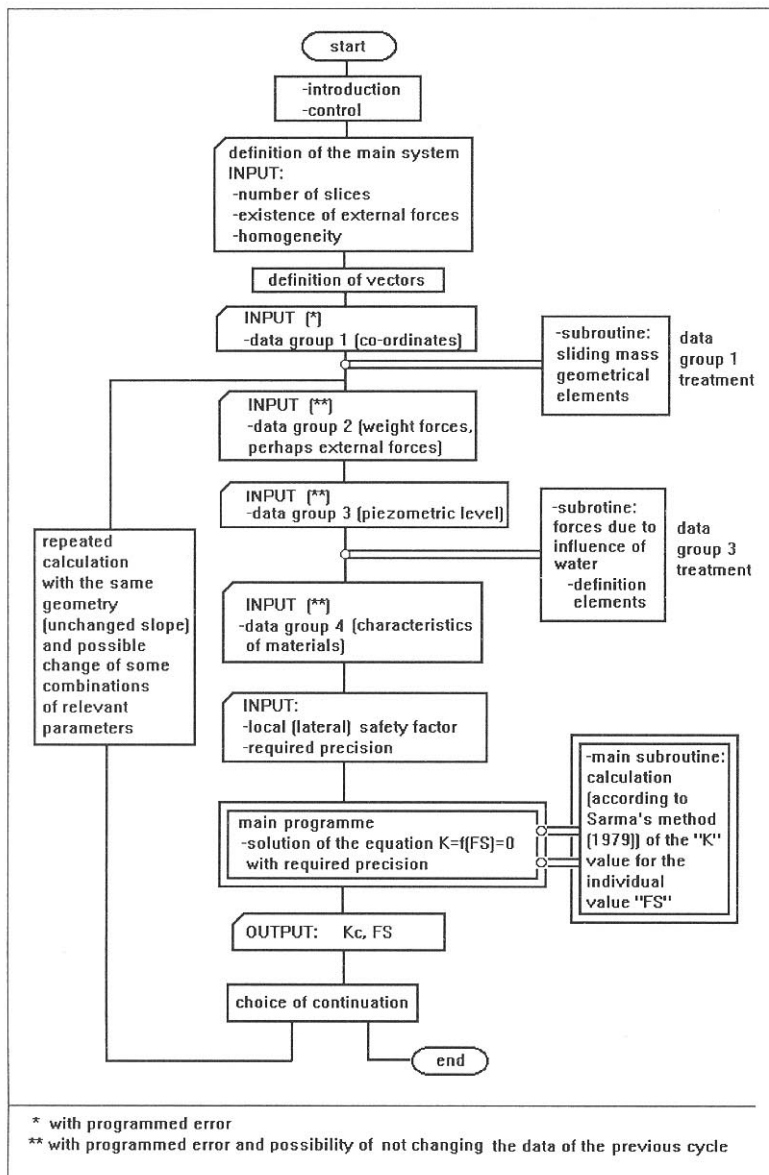 start
-introduction
-control
definition of the main system
INPUT:
-number of slices
-existence of external forces
-homogeneity
definition of vectors
INPUT (*)
-data group 1 (co-ordinates)
-subroutine:
sliding mass
geometrical
elements
data
group 1
treatment
INPUT (**)
-data group 2 (weight forces,
perhaps external forces)
INPUT (**)
-data group 3 (piezometric level)
-subrotine:
forces due to
influence of
water
-definition
elements
data
group 3
treatment
repeated
calculation
with the same
geometry
(unchanged slope)
and possible
change of some
combinations
of relevant
parameters
INPUT (**)
-data group 4 (characteristics
of materials)
INPUT:
-local (lateral) safety factor
-required precision
main programme
-solution of the equation K=f(FS)=0
with required precision
-main subroutine:
calculation
(according to
Sarma's method
(1979)) of the "K"
value for the
individual
value "FS"
OUTPUT: Kc, FS
choice of continuation
end
* with programmed error
** with programmed error and possibility of not changing the data of the previous cycle